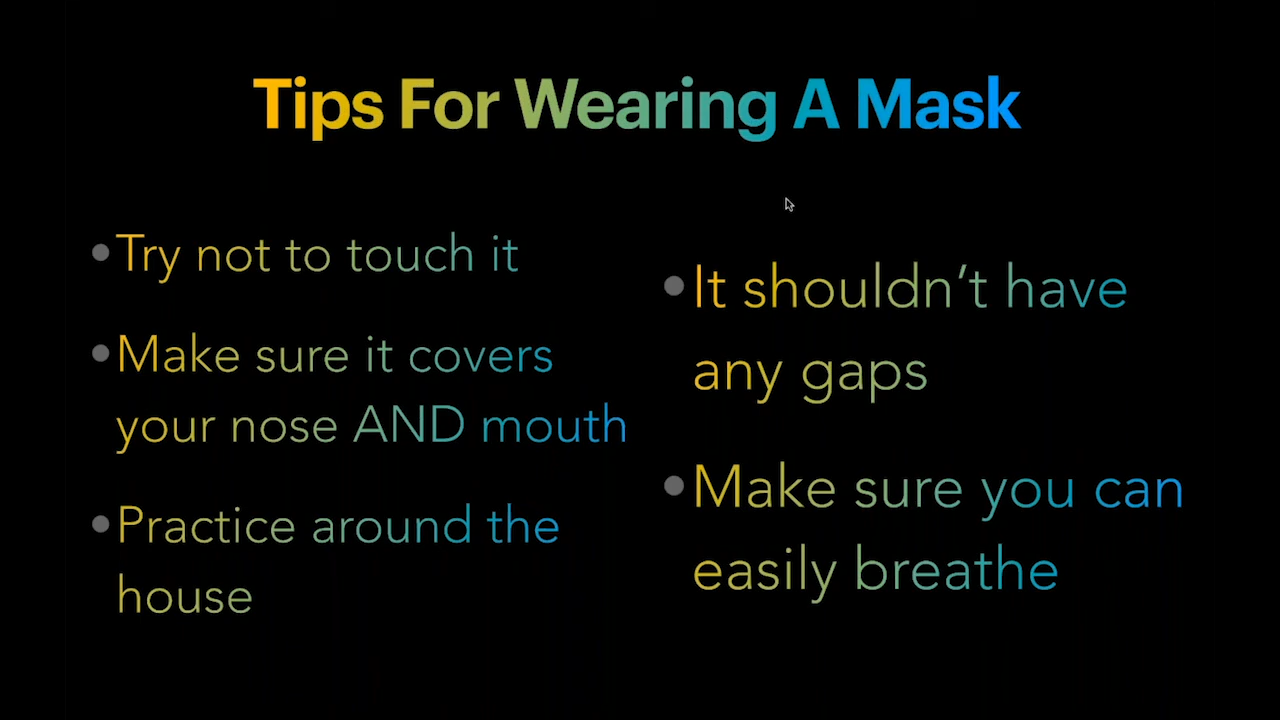 Tips For Wearing A Mask
•Try not to touch it
•Make sure it covers
your nose AND mouth
•Practice around the
house
•It shouldn’t have
any gaps
•Make sure you can
easily breathe